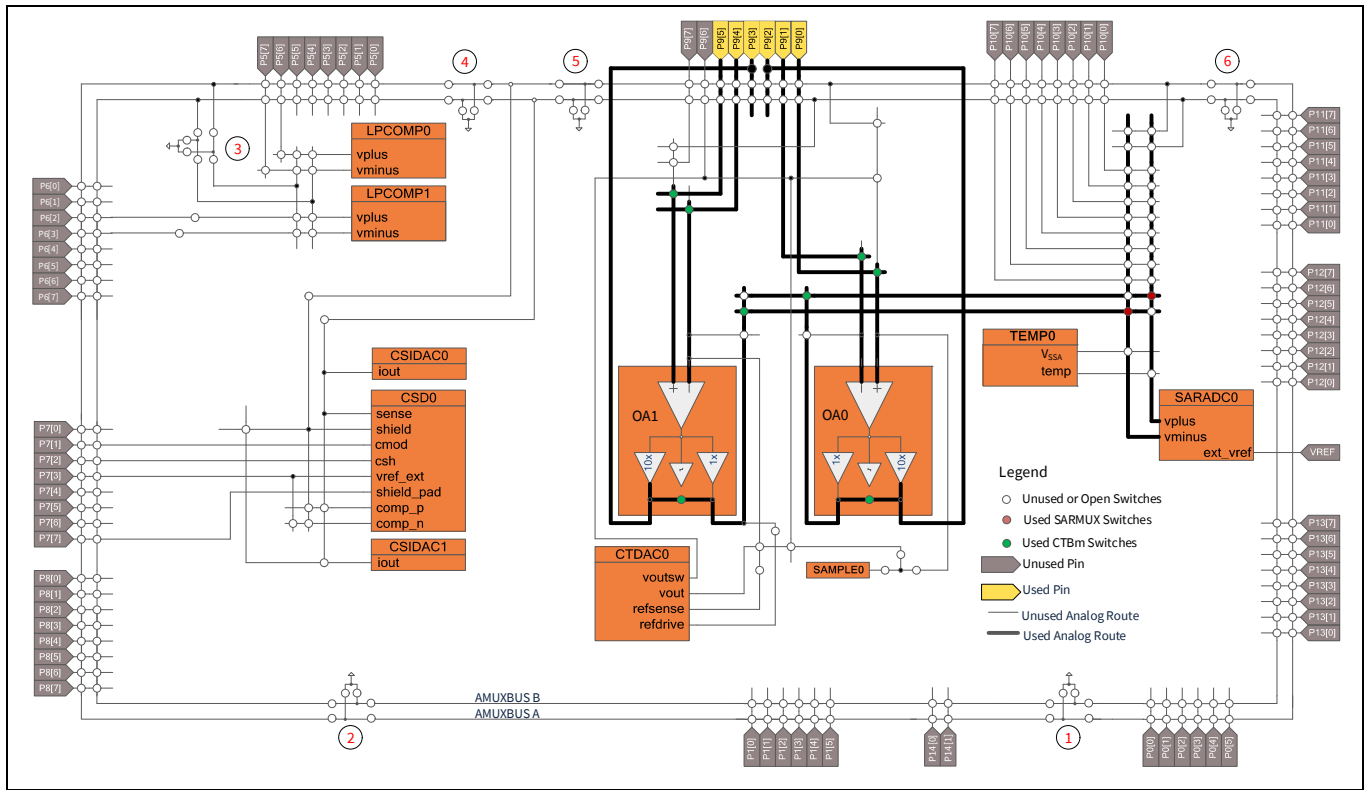 P5[7]
P5[6]
P5[5]
P5[4]
P5[3]
P5[2]
P5[1]
P5[0]
P9[7]
P9[6]
P9[5]
P9[4]
P9[3]
P9[2]
P9[1]
P9[0]
P10[7]
P10[6]
P10[5]
P10[4]
P10[3]
P10[2]
P10[1]
P10[0]
4
5
6
3
LPCOMP0
vplus
vminus
LPCOMP1
vplus
vminus
P6[0]
P6[1]
P6[2]
P6[3]
P6[4]
P6[5]
P6[6]
P6[7]
P11[7]
P11[6]
P11[5]
P11[4]
P11[3]
P11[2]
P11[1]
P11[0]
P12[7]
P12[6]
P12[5]
P12[4]
P12[3]
P12[2]
P12[1]
P12[0]
CSIDAC0
iout
CSD0
sense
shield
cmod
csh
vref_ext
shield_pad
comp_p
comp_n
CSIDAC1
iout
P7[0]
P7[1]
P7[2]
P7[3]
P7[4]
P7[5]
P7[6]
P7[7]
P8[0]
P8[1]
P8[2]
P8[3]
P8[4]
P8[5]
P8[6]
P8[7]
OA1
+
-
10x
1x
OA0
-
+
1x
10x
TEMP0
VSSA
temp
SARADC0
vplus
vminus
ext_vref
VREF
CTDAC0
voutsw
vout
refsense
refdrive
SAMPLE0
Legend
Unused or Open Switches
Used SARMUX Switches
Used CTBm Switches
Unused Pin
Used Pin
Unused Analog Route
Used Analog Route
P13[7]
P13[6]
P13[5]
P13[4]
P13[3]
P13[2]
P13[1]
P13[0]
AMUXBUS B
AMUXBUS A
2
1
P1[0]
P1[1]
P1[2]
P1[3]
P1[4]
P1[5]
P14[0]
P14[1]
P0[0]
P0[1]
P0[2]
P0[3]
P0[4]
P0[5]